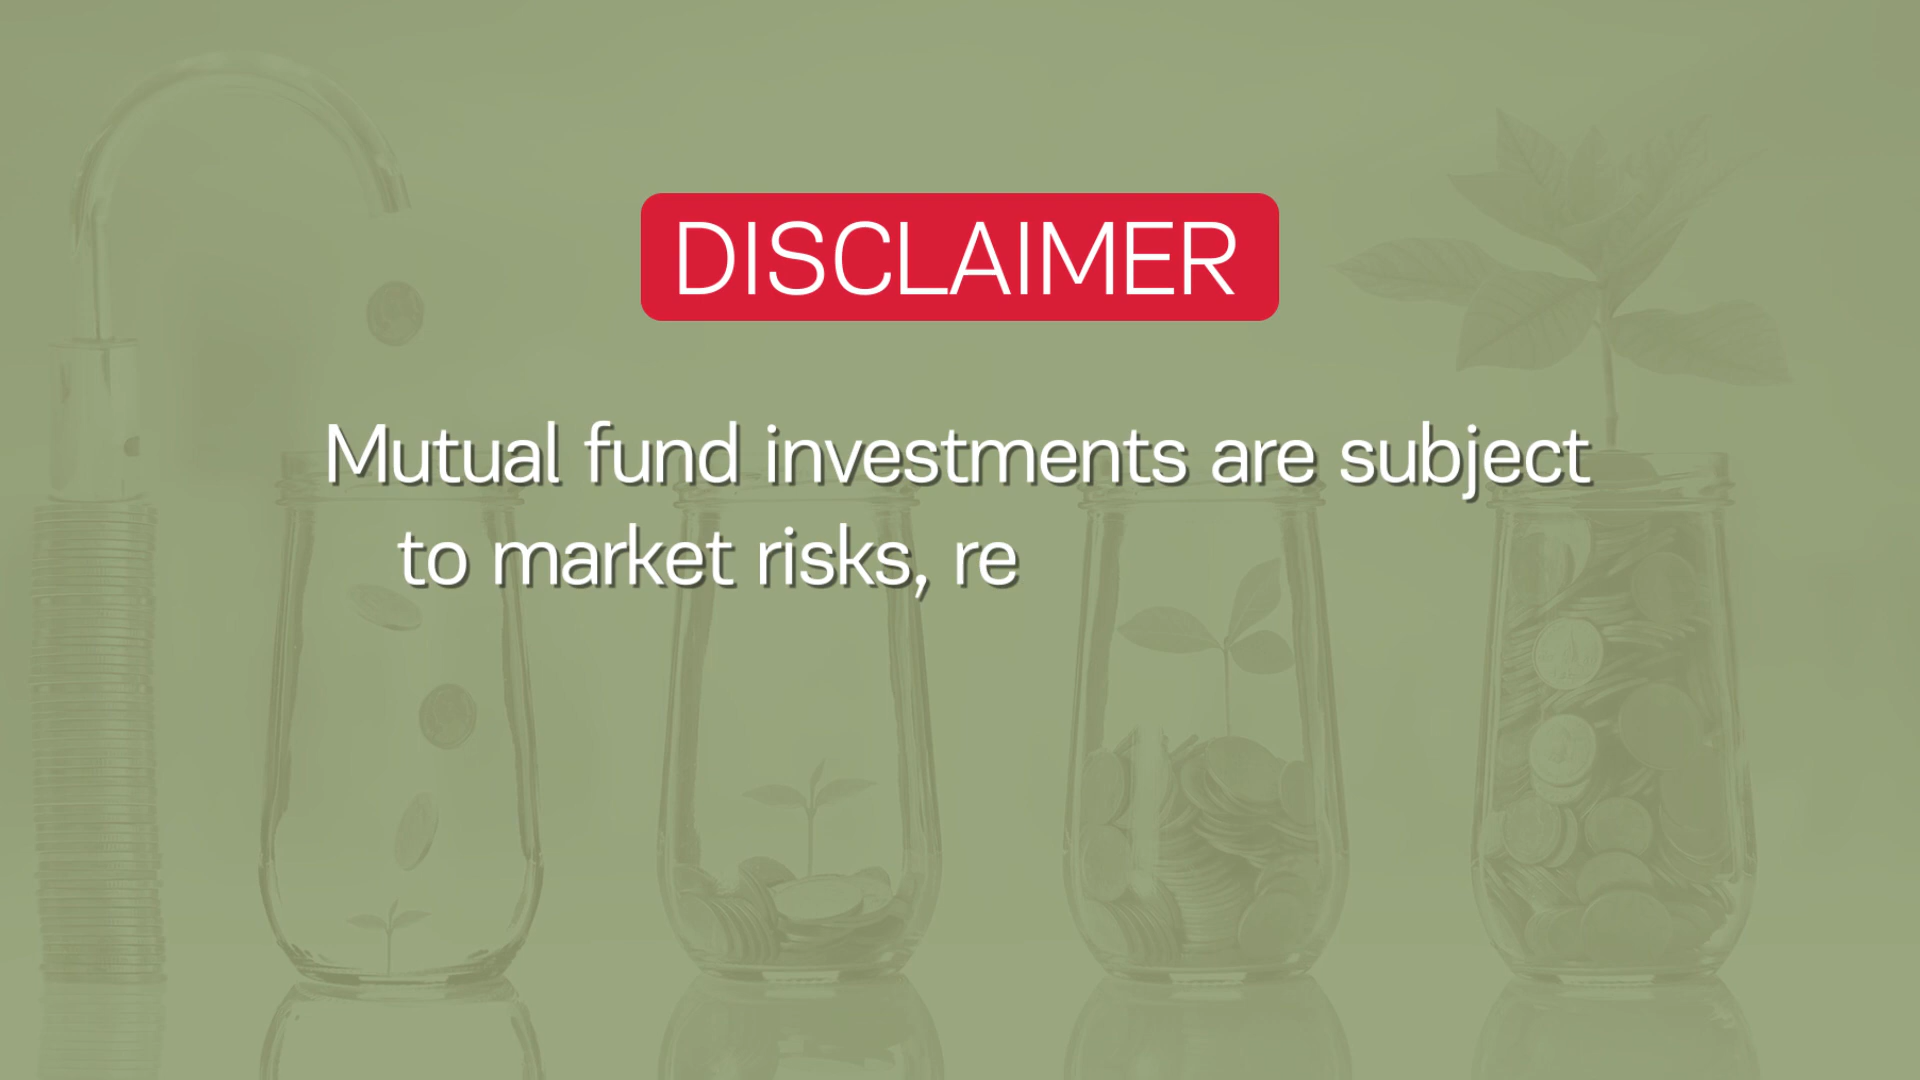 DISCLAIMER
Mutual fund investments are subject
to market risks, re